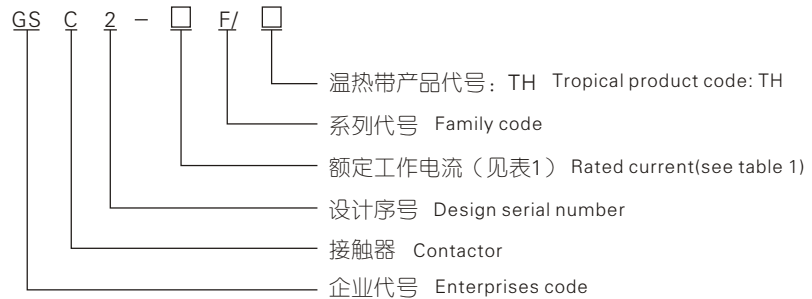 GS C 2 - □ F/ □
温热带产品代号：TH Tropical product code: TH
系列代号 Family code
额定工作电流（见表1） Rated current(see table 1)
设计序号 Design serial number
接触器 Contactor
企业代号 Enterprises code